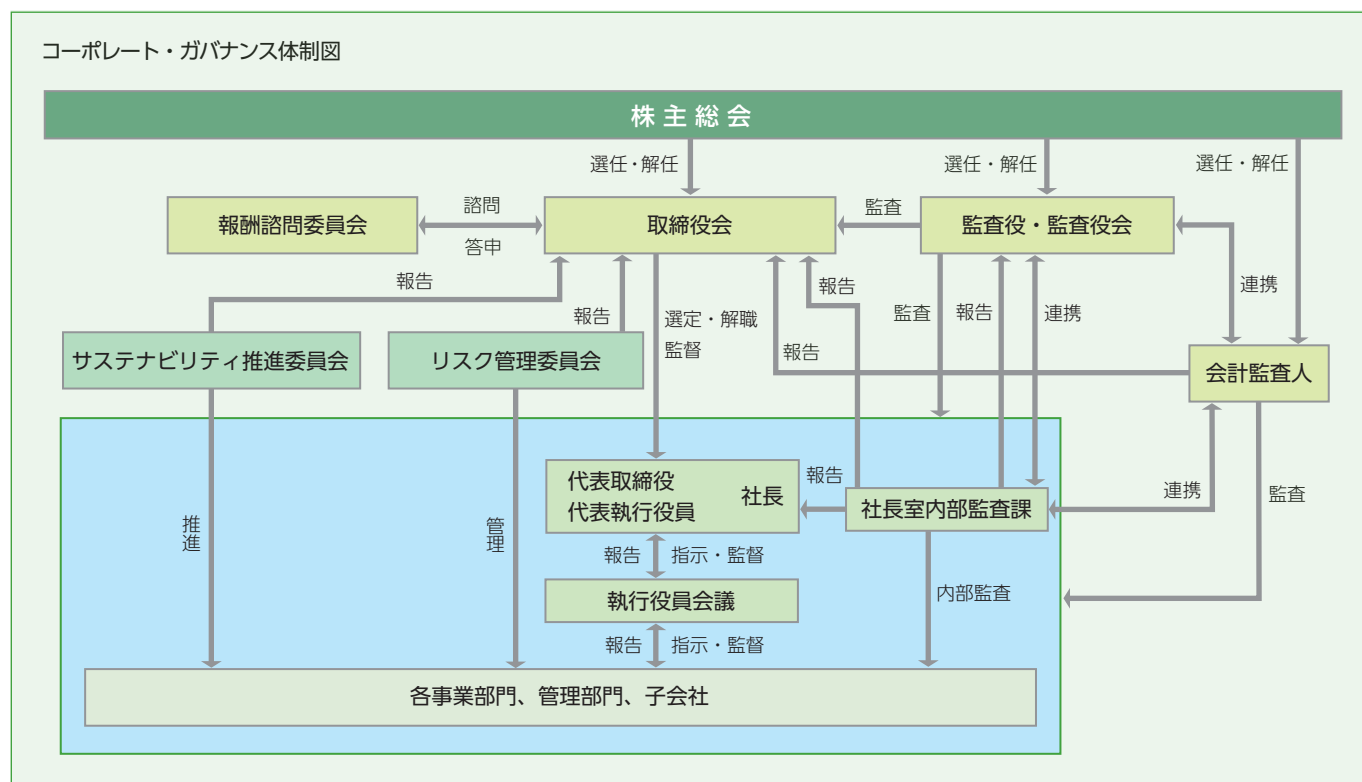 コーポレート・ガバナンス体制図
株主総会
選任・解任
選任・解任
選任・解任
報酬諮問委員会
諮問
答申
取締役会
監査
監査役・監査役会
連携
報告
報告
選定・解職
監督
報告
報告
監査
報告
連携
サステナビリティ推進委員会
リスク管理委員会
会計監査人
代表取締役
代表執行役員
社長
報告
社長室内部監査課
連携
監査
推進
管理
報告
指示・監督
執行役員会議
内部監査
報告
指示・監督
各事業部門、管理部門、子会社